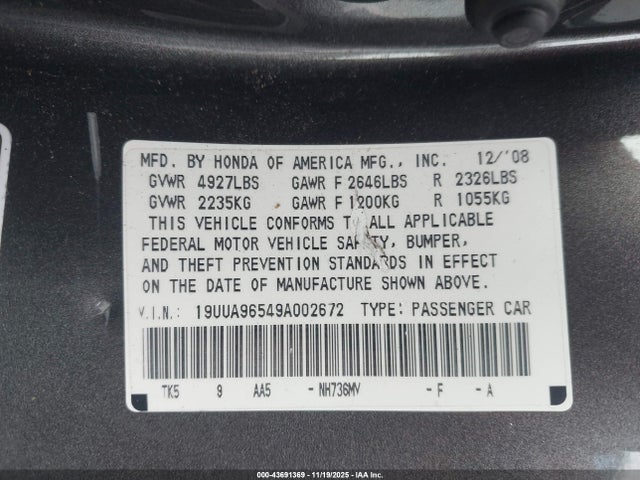 MFD. BY HONDA OF AMERICA MFG., INC. 12/'08
GVWR 4927LBS GAWR F 2646LBS R 2326LBS
GVWR 2235KG GAWR F 1200KG R 1055KG
THIS VEHICLE CONFORMS TO ALL APPLICABLE
FEDERAL MOTOR VEHICLE SAFETY, BUMPER,
AND THEFT PREVENTION STANDARDS IN EFFECT
ON THE DATE OF MANUFACTURE SHOWN ABOVE.
V.I.N.: 19UUA96549A002672 TYPE: PASSENGER CAR
TK5 9 AA5 - NH736MV - F - A
000-43691369 - 11/19/2025 - IAA Inc.